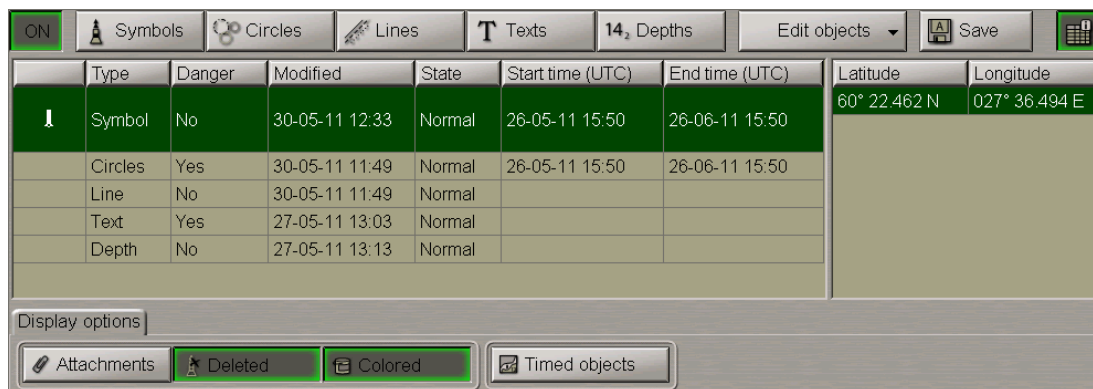 ON Symbols Circles Lines T Texts 14₂ Depths Edit objects Save
Type Danger Modified State Start time (UTC) End time (UTC) Latitude Longitude
60° 22.462 N 027° 36.494 E
Symbol No 30-05-11 12:33 Normal 26-05-11 15:50 26-06-11 15:50
Circles Yes 30-05-11 11:49 Normal 26-05-11 15:50 26-06-11 15:50
Line No 30-05-11 11:49 Normal
Text Yes 27-05-11 13:03 Normal
Depth No 27-05-11 13:13 Normal
Display options
Attachments Deleted Colored Timed objects